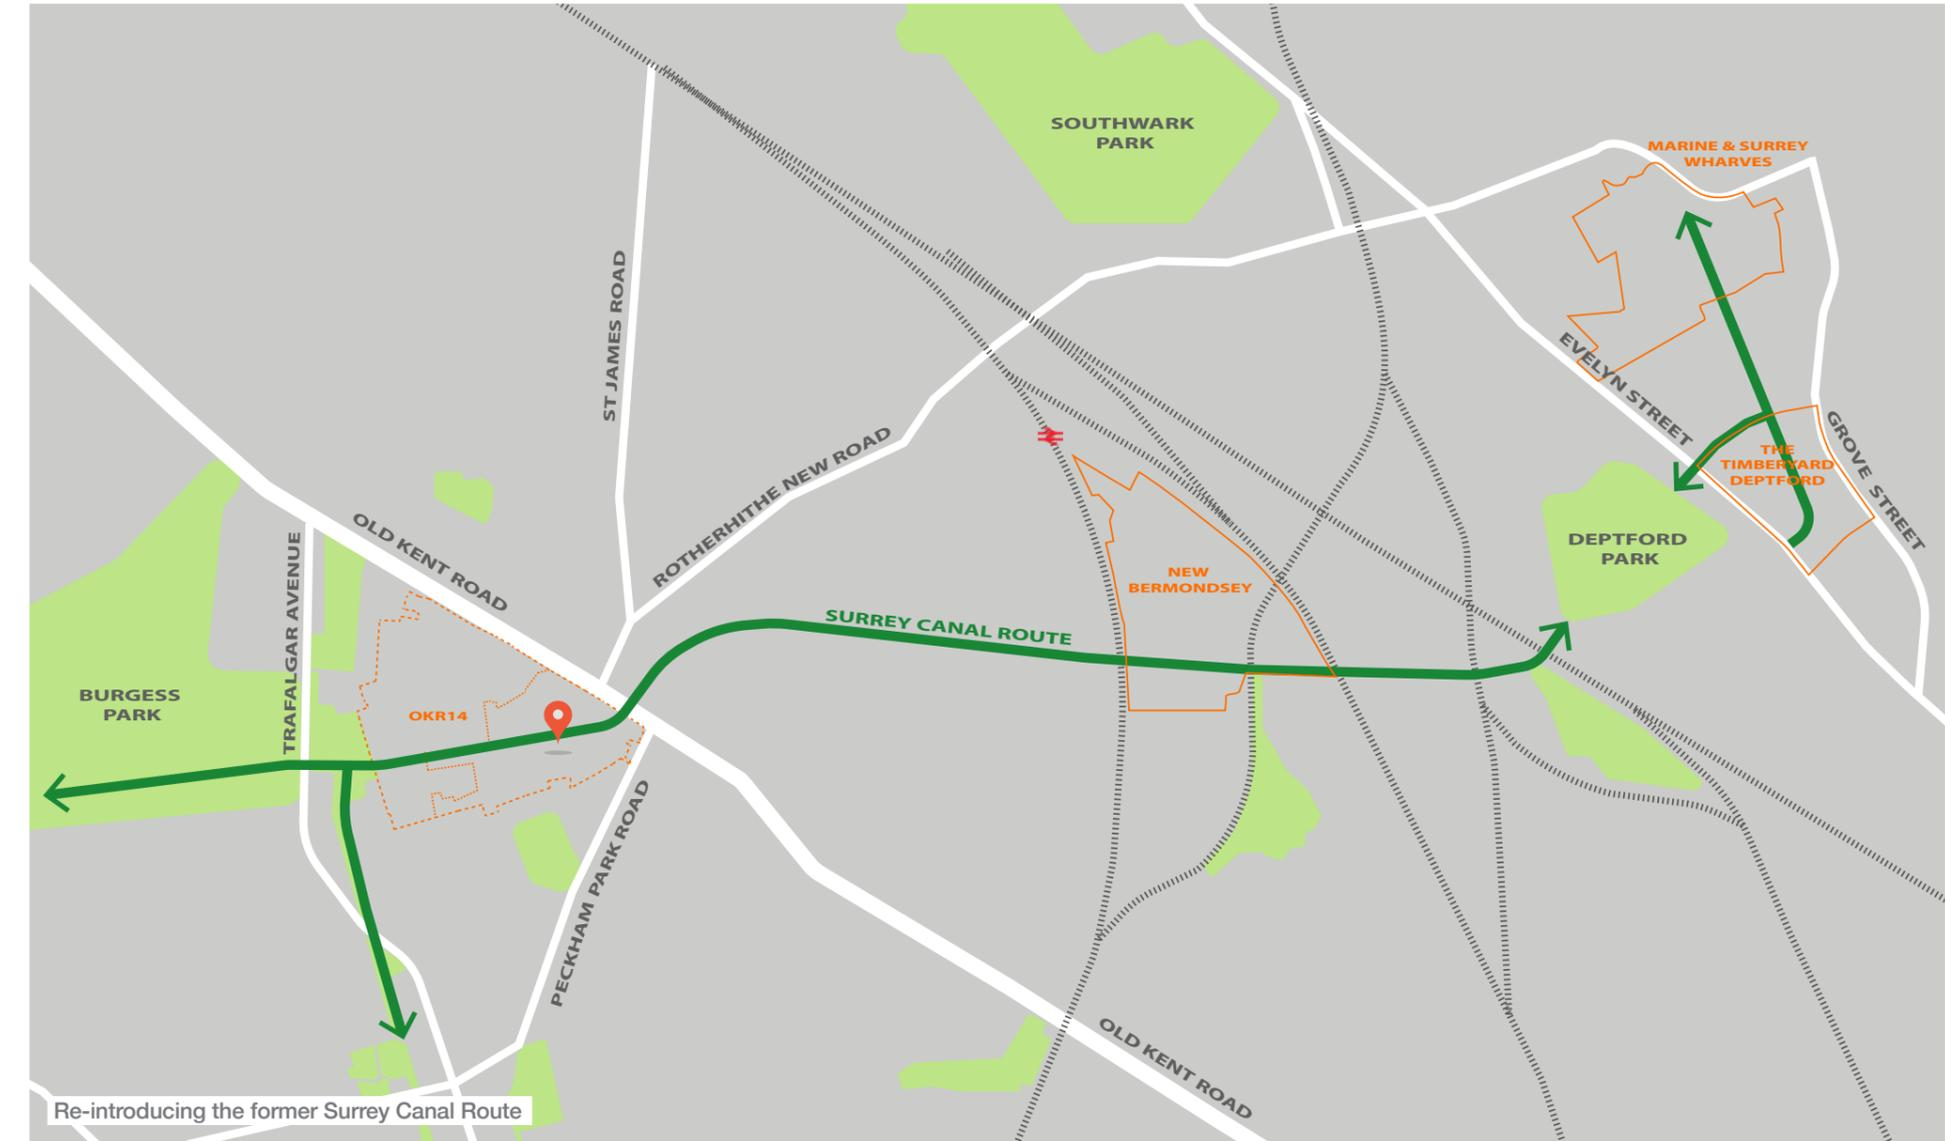 SOUTHWARK
PARK
MARINE & SURREY
WHARVES
ST JAMES ROAD
EVELYN STREET
ROTHERHITHE NEW ROAD
GROVE STREET
THE
TIMBERYARD
DEPTFORD
OLD KENT ROAD
TRAFALGAR AVENUE
DEPTFORD
PARK
NEW
BERMONDSEY
SURREY CANAL ROUTE
BURGESS
PARK
OKR14
PECKHAM PARK ROAD
OLD KENT ROAD
Re-introducing the former Surrey Canal Route